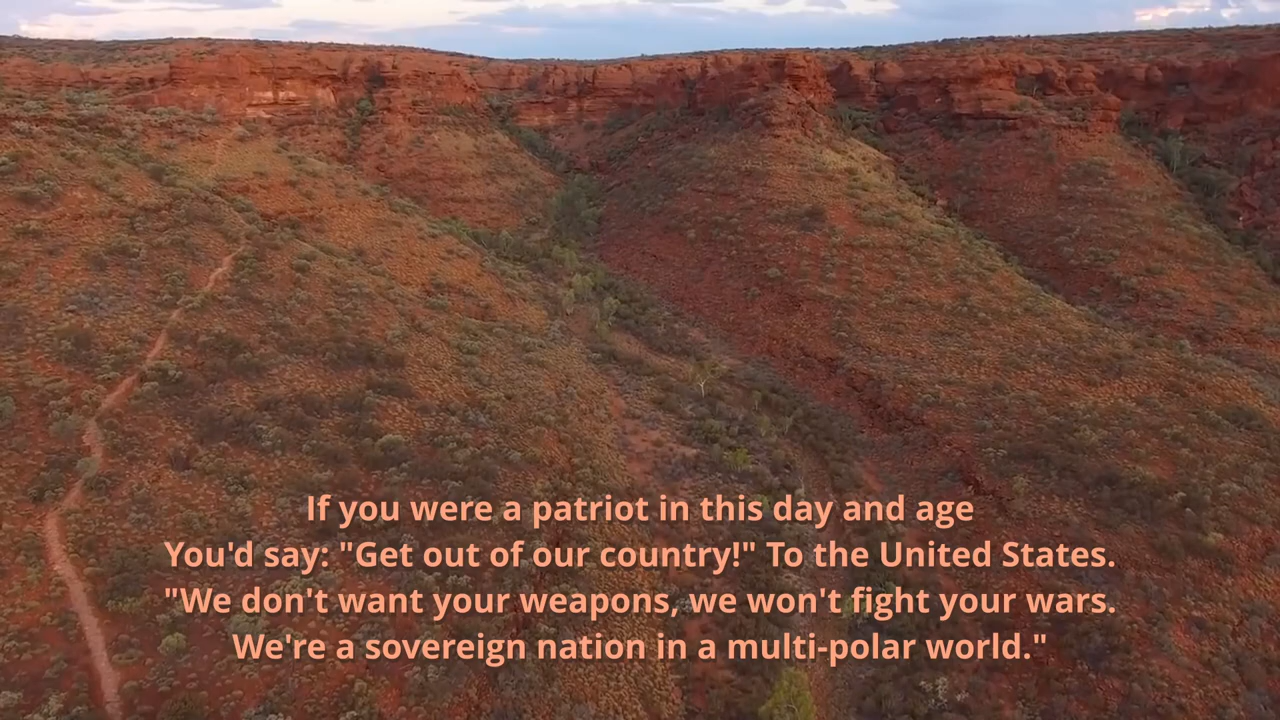 If you were a patriot in this day and age
You'd say: "Get out of our country!" To the United States.
"We don't want your weapons, we won't fight your wars.
We're a sovereign nation in a multi-polar world."